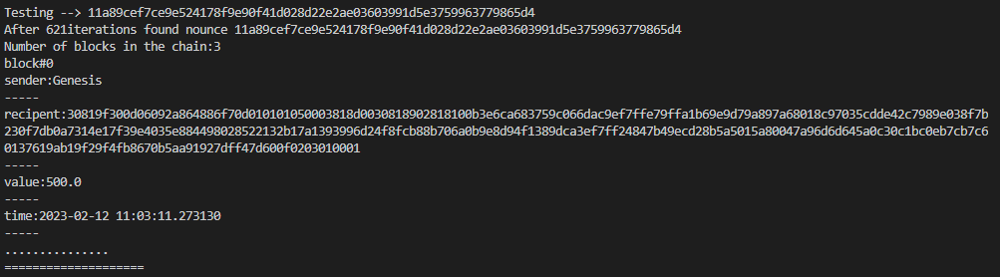 Testing --> 11a89cef7ce9e524178f9e90f41d028d22e2ae03603991d5e3759963779865d4
After 621iterations found nounce 11a89cef7ce9e524178f9e90f41d028d22e2ae03603991d5e3759963779865d4
Number of blocks in the chain:3
block#0
sender:Genesis
-----
recipent:30819f300d06092a864886f70d010101050003818d0030818902818100b3e6ca683759c066dac9ef7ffe79ffa1b69e9d79a897a68018c97035cdde42c7989e038f7b
230f7db0a7314e17f39e4035e884498028522132b17a1393996d24f8fcb88b706a0b9e8d94f1389dca3ef7ff24847b49ecd28b5a5015a80047a96d6d645a0c30c1bc0eb7cb7c6
0137619ab19f29f4fb8670b5aa91927dff47d600f0203010001
-----
value:500.0
-----
time:2023-02-12 11:03:11.273130
-----
...............
====================